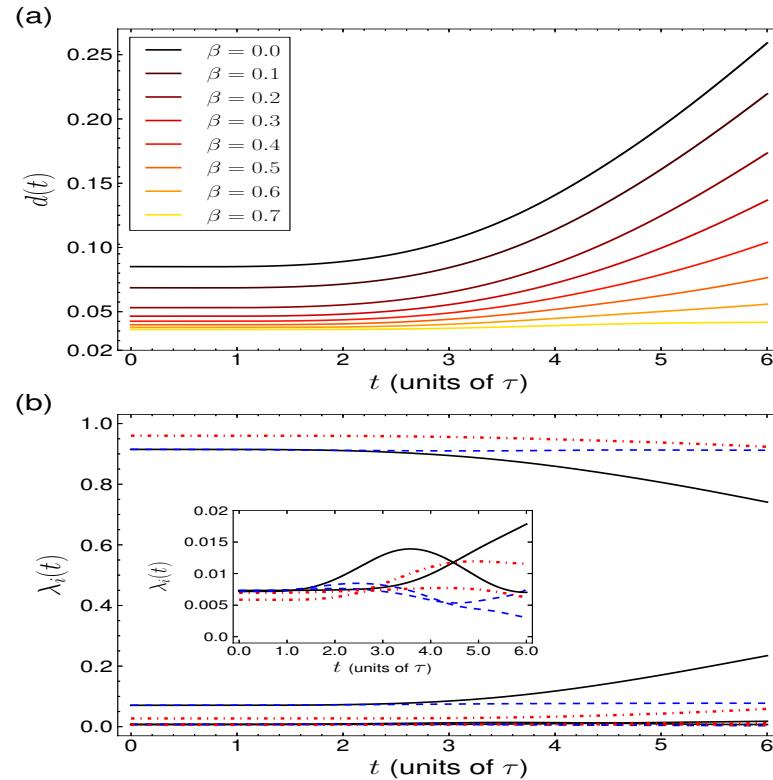 (a)
0.25
0.20
0.15
0.10
0.05
0.02
d(t)
β = 0.0
β = 0.1
β = 0.2
β = 0.3
β = 0.4
β = 0.5
β = 0.6
β = 0.7
0 1 2 3 4 5 6
t (units of τ)
(b)
1.0
0.8
0.6
0.4
0.2
0.0
λi(t)
0.02
0.015
0.01
0.005
0.0
λi(t)
0.0 1.0 2.0 3.0 4.0 5.0 6.0
t (units of τ)
0 1 2 3 4 5 6
t (units of τ)